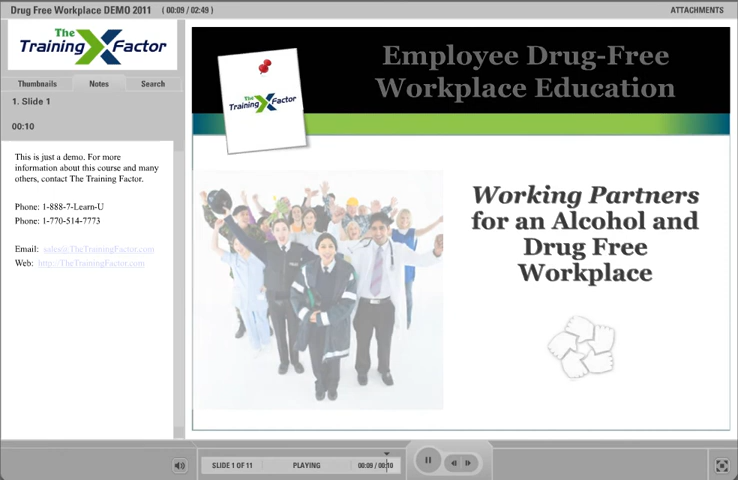 Drug Free Workplace DEMO 2011 ( 00:09 / 02:49 )
ATTACHMENTS
The
Training Factor
Thumbnails Notes Search
1. Slide 1
00:10
This is just a demo. For more
information about this course and many
others, contact The Training Factor.
Phone: 1-888-7-Learn-U
Phone: 1-770-514-7773
Email: sales@TheTrainingFactor.com
Web: http://TheTrainingFactor.com
The
Training Factor
Employee Drug-Free
Workplace Education
Working Partners
for an Alcohol and
Drug Free
Workplace
SLIDE 1 OF 11 PLAYING 00:09 / 00:10